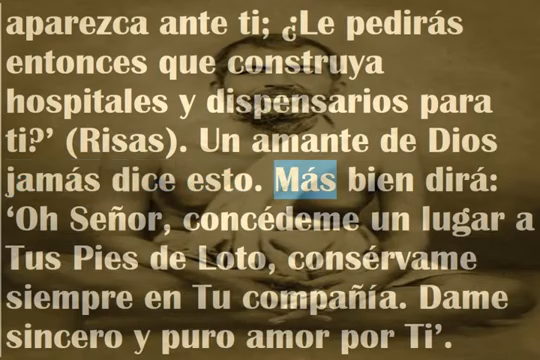 aparezca ante ti; ¿Le pedirás
entonces que construya
hospitales y dispensarios para
ti?’ (Risas). Un amante de Dios
jamás dice esto. Más bien dirá:
‘Oh Señor, concédeme un lugar a
Tus Pies de Loto, consérvame
siempre en Tu compañía. Dame
sincero y puro amor por Ti’.